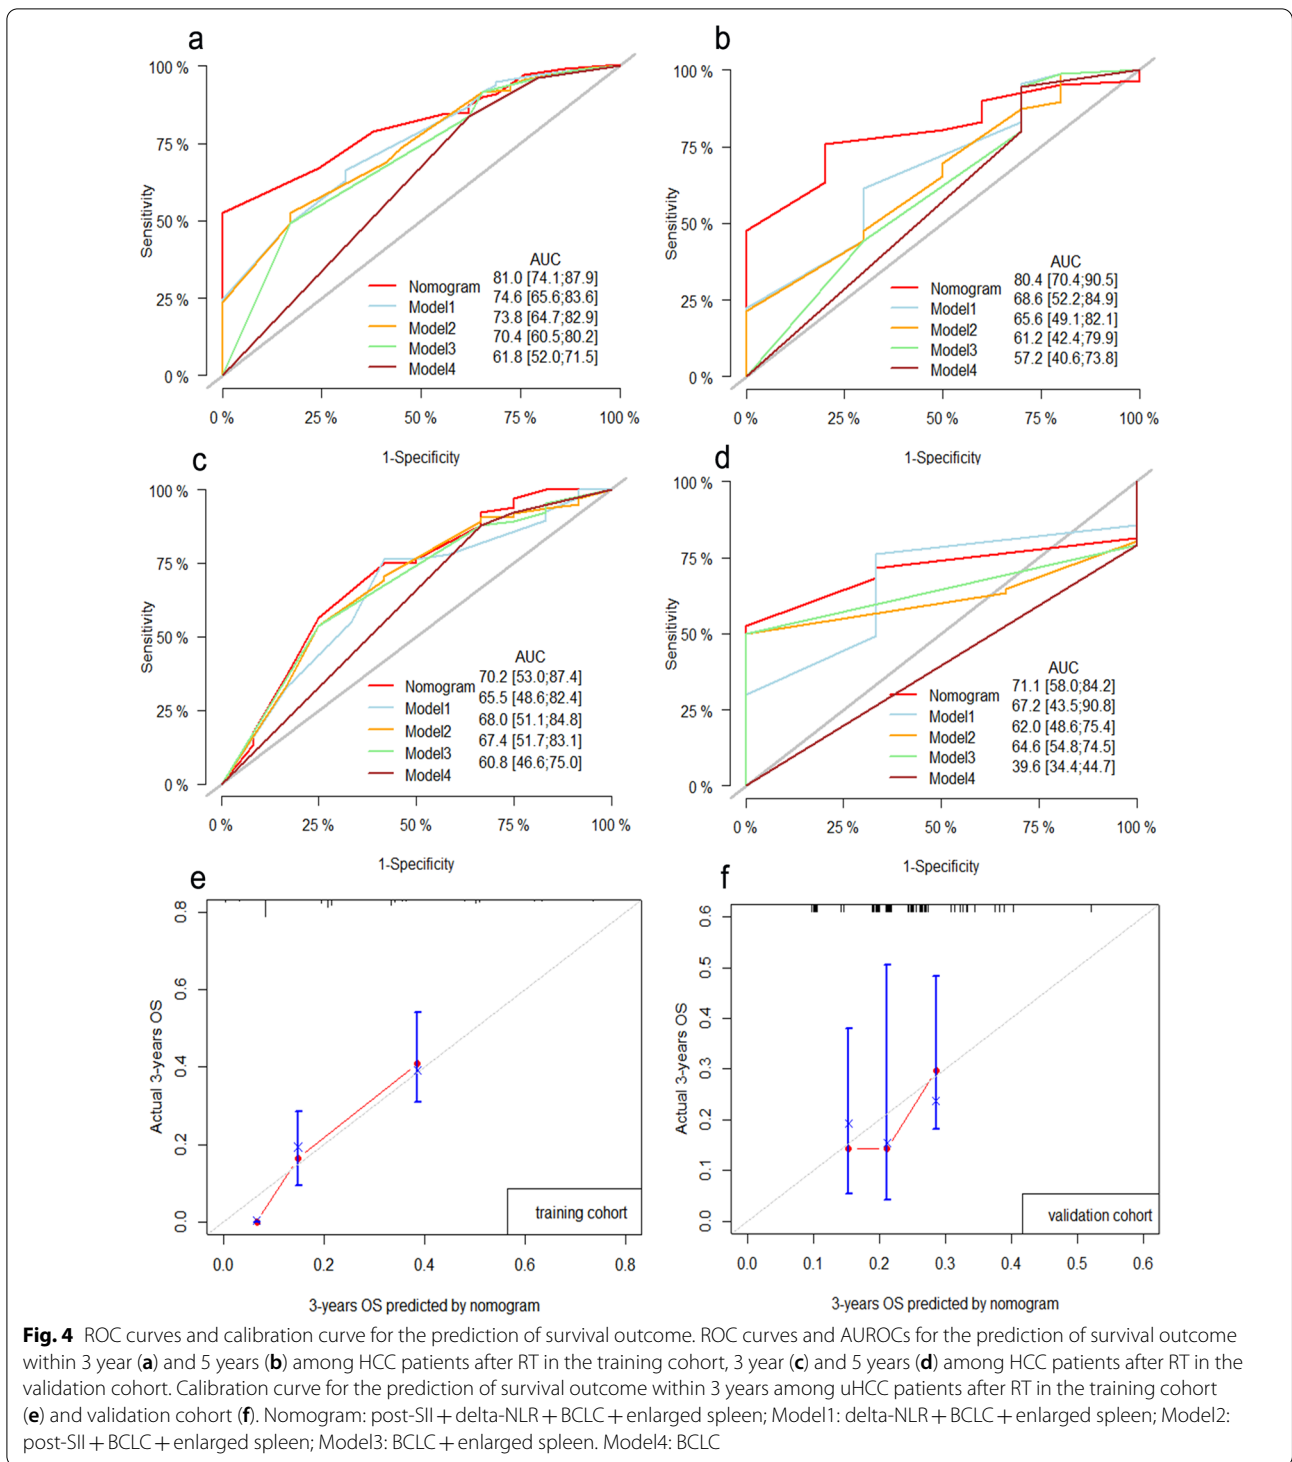 a
100 %
75 %
50 %
25 %
0 %
Sensitivity
AUC
Nomogram 81.0 [74.1;87.9]
Model1 74.6 [65.6;83.6]
Model2 73.8 [64.7;82.9]
Model3 70.4 [60.5;80.2]
Model4 61.8 [52.0;71.5]
0 % 25 % 50 % 75 % 100 %
1-Specificity
b
100 %
75 %
50 %
25 %
0 %
Sensitivity
AUC
Nomogram 80.4 [70.4;90.5]
Model1 68.6 [52.2;84.9]
Model2 65.6 [49.1;82.1]
Model3 61.2 [42.4;79.9]
Model4 57.2 [40.6;73.8]
0 % 25 % 50 % 75 % 100 %
1-Specificity
c
100 %
75 %
50 %
25 %
0 %
Sensitivity
AUC
Nomogram 70.2 [53.0;87.4]
Model1 65.5 [48.6;82.4]
Model2 68.0 [51.1;84.8]
Model3 67.4 [51.7;83.1]
Model4 60.8 [46.6;75.0]
0 % 25 % 50 % 75 % 100 %
1-Specificity
d
100 %
75 %
50 %
25 %
0 %
Sensitivity
AUC
Nomogram 71.1 [58.0;84.2]
Model1 67.2 [43.5;90.8]
Model2 62.0 [48.6;75.4]
Model3 64.6 [54.8;74.5]
Model4 39.6 [34.4;44.7]
0 % 25 % 50 % 75 % 100 %
1-Specificity
e
0.8
0.6
0.4
0.2
0.0
Actual 3-years OS
training cohort
0.0 0.2 0.4 0.6 0.8
3-years OS predicted by nomogram
f
0.6
0.5
0.4
0.3
0.2
0.1
0.0
Actual 3-years OS
validation cohort
0.0 0.1 0.2 0.3 0.4 0.5 0.6
3-years OS predicted by nomogram
Fig. 4 ROC curves and calibration curve for the prediction of survival outcome. ROC curves and AUROCs for the prediction of survival outcome
within 3 year (a) and 5 years (b) among HCC patients after RT in the training cohort, 3 year (c) and 5 years (d) among HCC patients after RT in the
validation cohort. Calibration curve for the prediction of survival outcome within 3 years among uHCC patients after RT in the training cohort
(e) and validation cohort (f). Nomogram: post-SII + delta-NLR + BCLC + enlarged spleen; Model1: delta-NLR + BCLC + enlarged spleen; Model2:
post-SII + BCLC + enlarged spleen; Model3: BCLC + enlarged spleen. Model4: BCLC